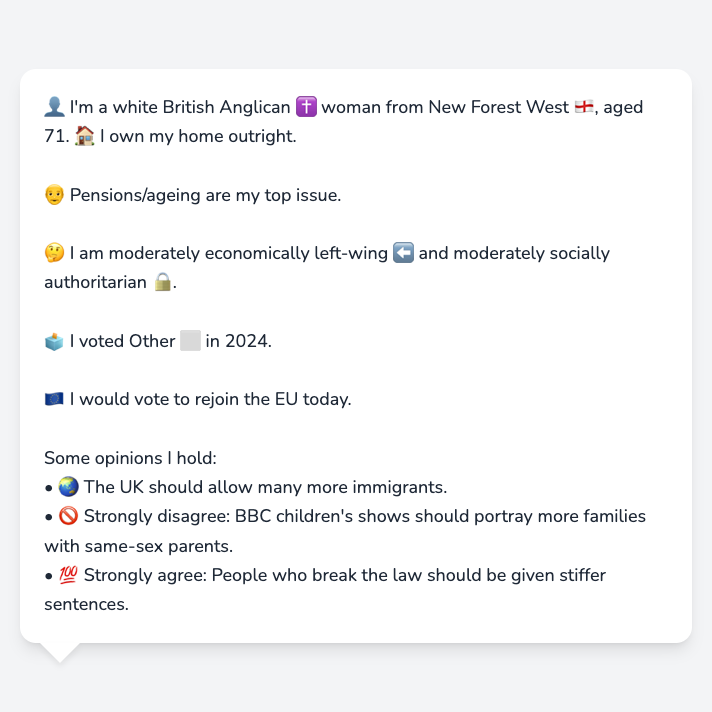 👤 I'm a white British Anglican ✝️ woman from New Forest West 🏴󠁧󠁢󠁥󠁮󠁧󠁿, aged
71. 🏠 I own my home outright.
👴 Pensions/ageing are my top issue.
🤔 I am moderately economically left-wing ⬅️ and moderately socially
authoritarian 🔒.
🗳️ I voted Other ⬜ in 2024.
🇪🇺 I would vote to rejoin the EU today.
Some opinions I hold:
• 🌏 The UK should allow many more immigrants.
• 🚫 Strongly disagree: BBC children's shows should portray more families
with same-sex parents.
• 💯 Strongly agree: People who break the law should be given stiffer
sentences.